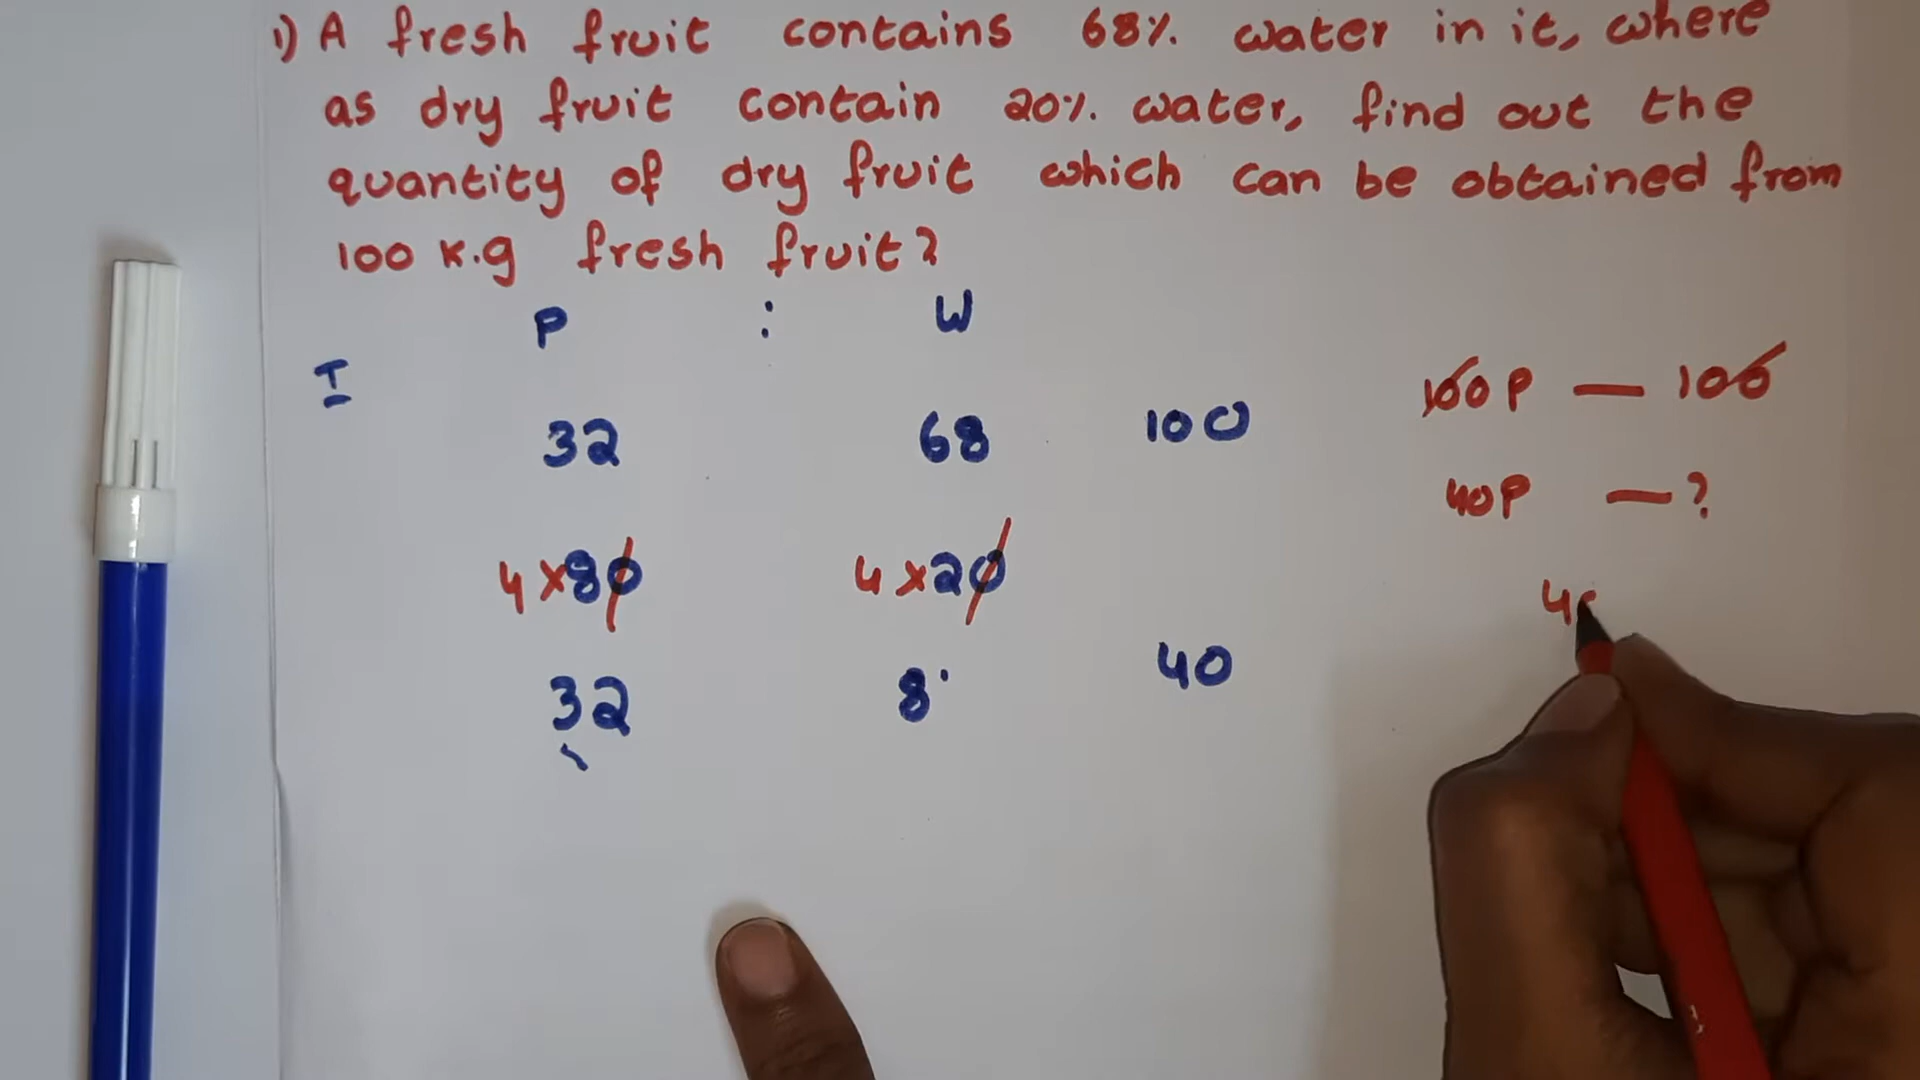 1) A fresh fruit contains 68% water in it, where
as dry fruit contain 20% water, find out the
quantity of dry fruit which can be obtained from
100 K.g fresh fruit?
P : W
I
32 68 100
100P — 100
40P — ?
4 × 80 4 × 20
40
32 8 40